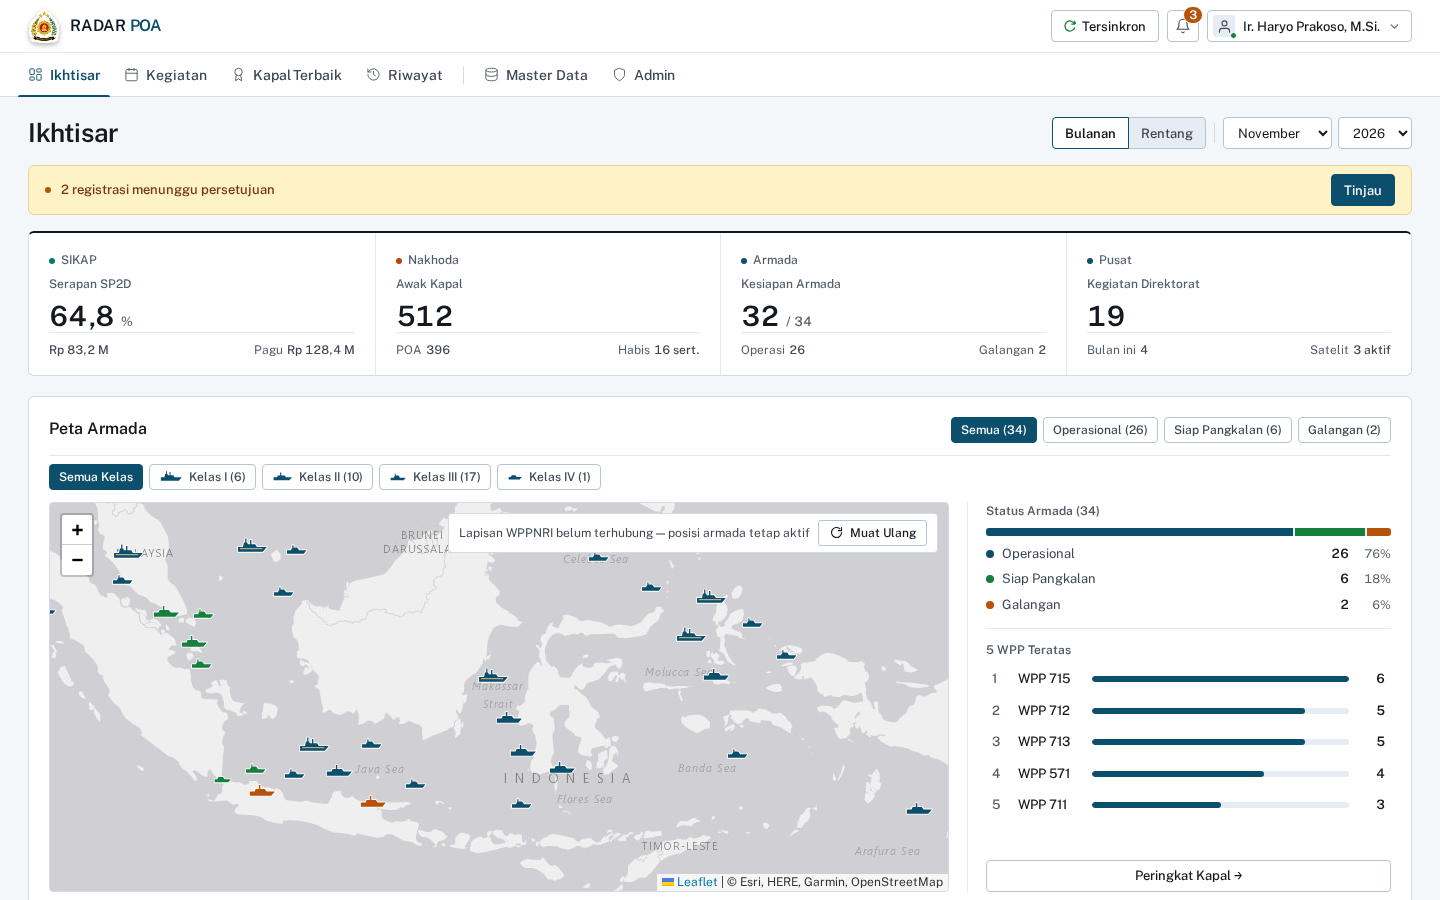 RADAR POA
Tersinkron
3
Ir. Haryo Prakoso, M.Si.
Ikhtisar
Kegiatan
Kapal Terbaik
Riwayat
Master Data
Admin
Ikhtisar
Bulanan
Rentang
November
2026
2 registrasi menunggu persetujuan
Tinjau
SIKAP
Serapan SP2D
64,8 %
Rp 83,2 M
Pagu Rp 128,4 M
Nakhoda
Awak Kapal
512
POA 396
Habis 16 sert.
Armada
Kesiapan Armada
32 / 34
Operasi 26
Galangan 2
Pusat
Kegiatan Direktorat
19
Bulan ini 4
Satelit 3 aktif
Peta Armada
Semua (34)
Operasional (26)
Siap Pangkalan (6)
Galangan (2)
Semua Kelas
Kelas I (6)
Kelas II (10)
Kelas III (17)
Kelas IV (1)
+
−
Lapisan WPPNRI belum terhubung — posisi armada tetap aktif
Muat Ulang
BRUNEI
DARUSSALA
AYSIA
Celebes Sea
Molucca Sea
Makassar
Strait
Java Sea
INDONESIA
Banda Sea
Flores Sea
TIMOR-LESTE
Arafura Sea
Leaflet | © Esri, HERE, Garmin, OpenStreetMap
Status Armada (34)
Operasional 26 76%
Siap Pangkalan 6 18%
Galangan 2 6%
5 WPP Teratas
1 WPP 715 6
2 WPP 712 5
3 WPP 713 5
4 WPP 571 4
5 WPP 711 3
Peringkat Kapal →